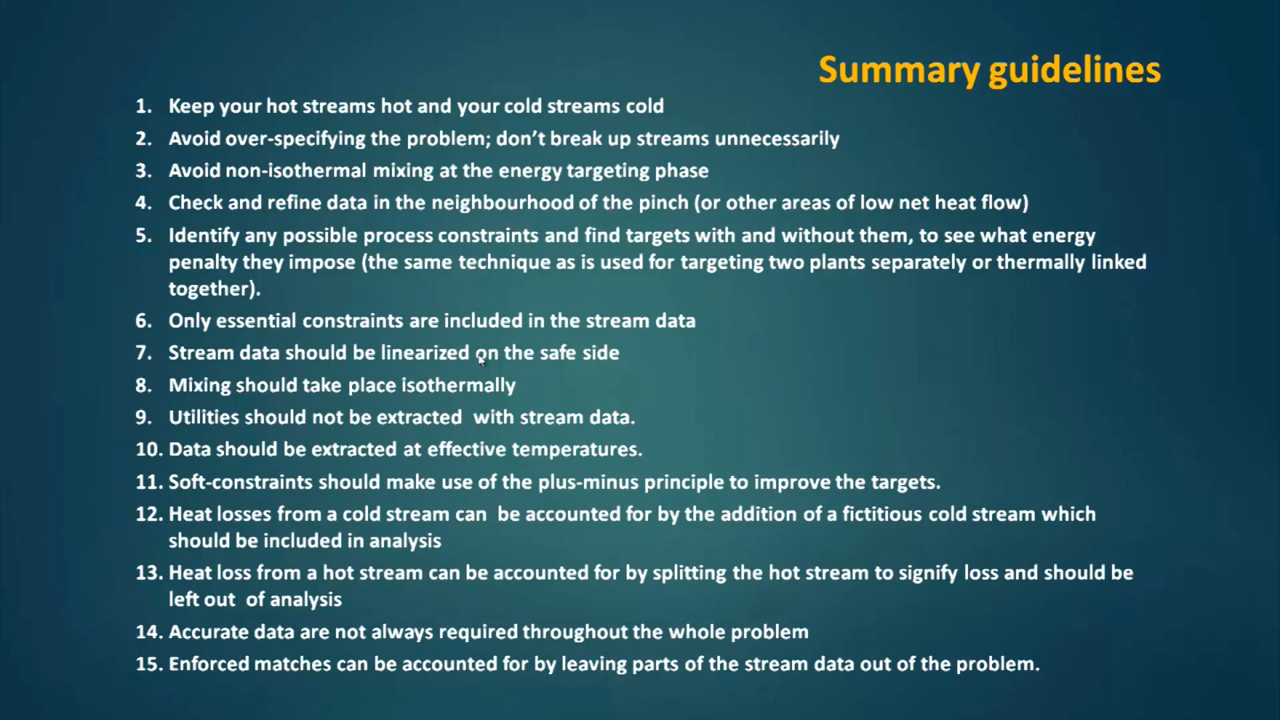 Summary guidelines
1. Keep your hot streams hot and your cold streams cold
2. Avoid over-specifying the problem; don't break up streams unnecessarily
3. Avoid non-isothermal mixing at the energy targeting phase
4. Check and refine data in the neighbourhood of the pinch (or other areas of low net heat flow)
5. Identify any possible process constraints and find targets with and without them, to see what energy
penalty they impose (the same technique as is used for targeting two plants separately or thermally linked
together).
6. Only essential constraints are included in the stream data
7. Stream data should be linearized on the safe side
8. Mixing should take place isothermally
9. Utilities should not be extracted with stream data.
10. Data should be extracted at effective temperatures.
11. Soft-constraints should make use of the plus-minus principle to improve the targets.
12. Heat losses from a cold stream can be accounted for by the addition of a fictitious cold stream which
should be included in analysis
13. Heat loss from a hot stream can be accounted for by splitting the hot stream to signify loss and should be
left out of analysis
14. Accurate data are not always required throughout the whole problem
15. Enforced matches can be accounted for by leaving parts of the stream data out of the problem.